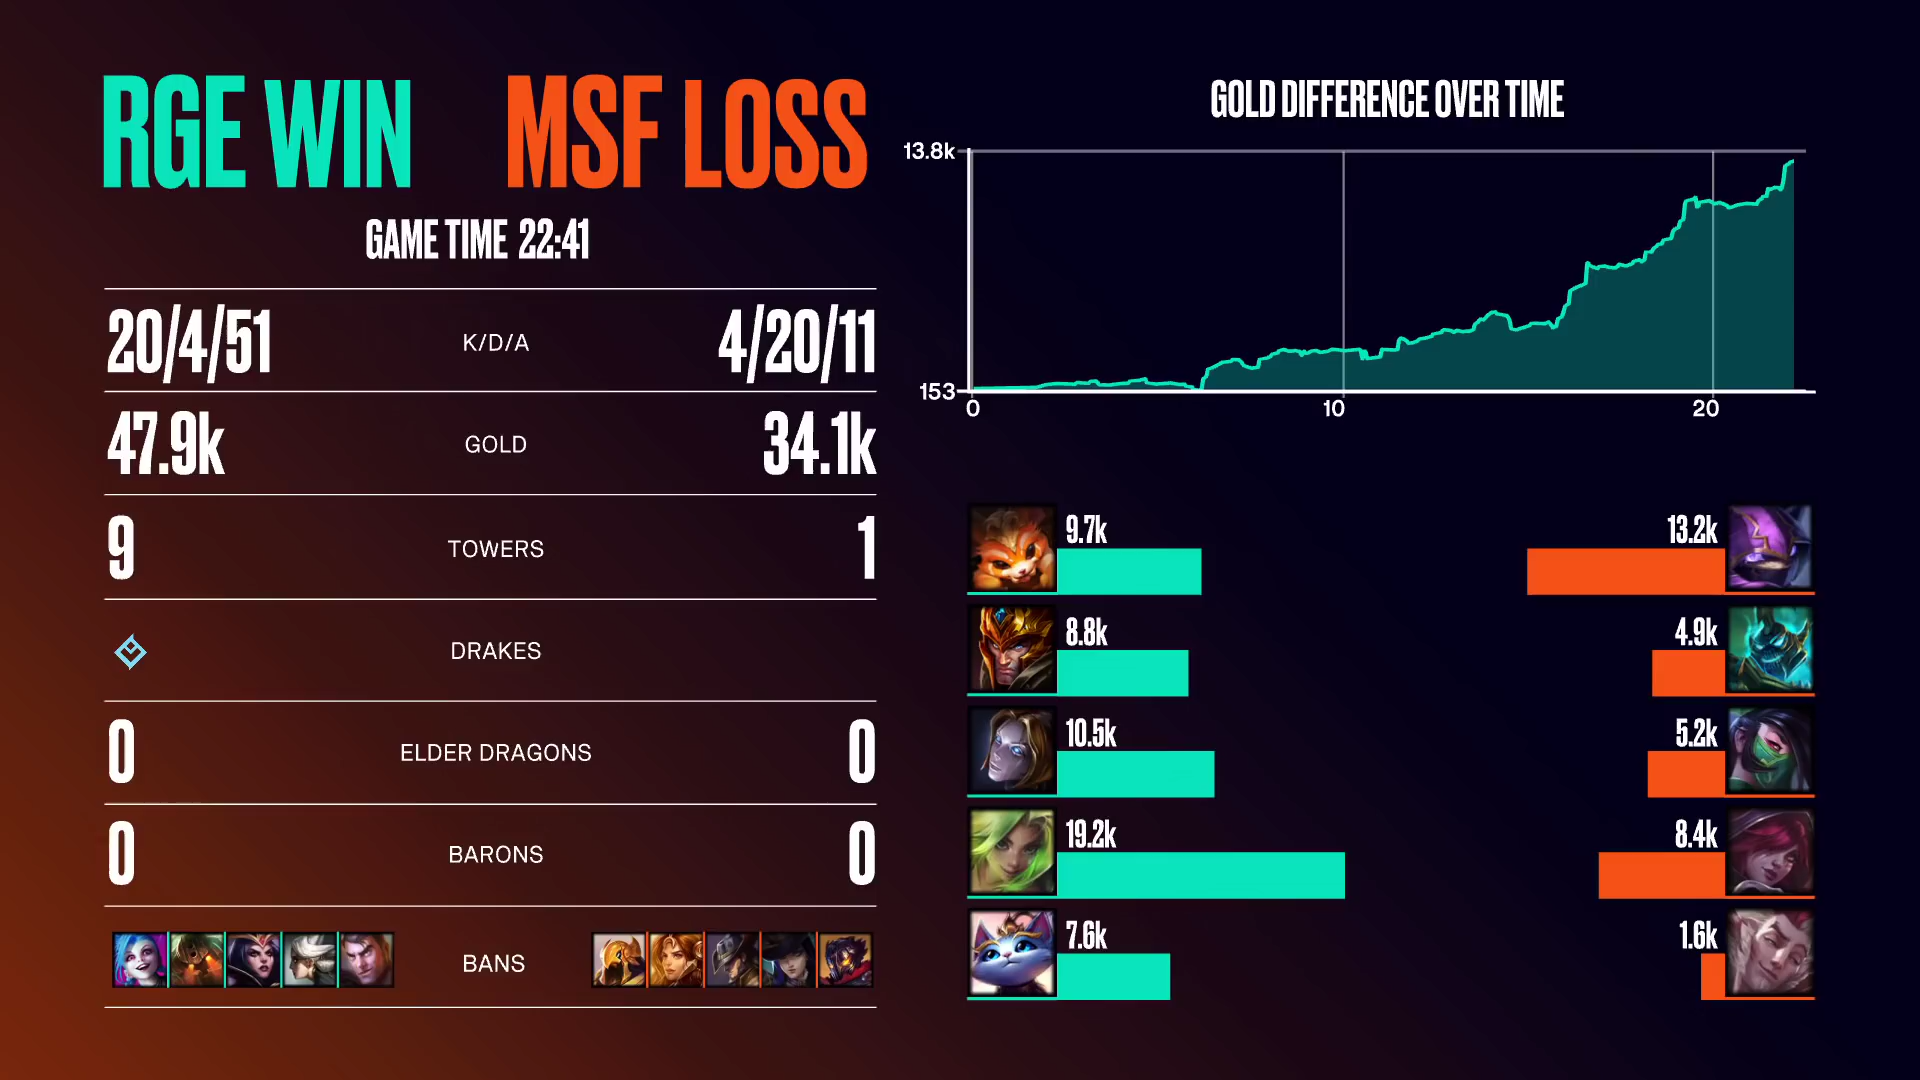 RGE WIN
MSF LOSS
GAME TIME 22:41
20/4/51 K/D/A 4/20/11
47.9k GOLD 34.1k
9 TOWERS 1
DRAKES
0 ELDER DRAGONS 0
0 BARONS 0
BANS
GOLD DIFFERENCE OVER TIME
13.8k
153
0 10 20
9.7k 13.2k
8.8k 4.9k
10.5k 5.2k
19.2k 8.4k
7.6k 1.6k